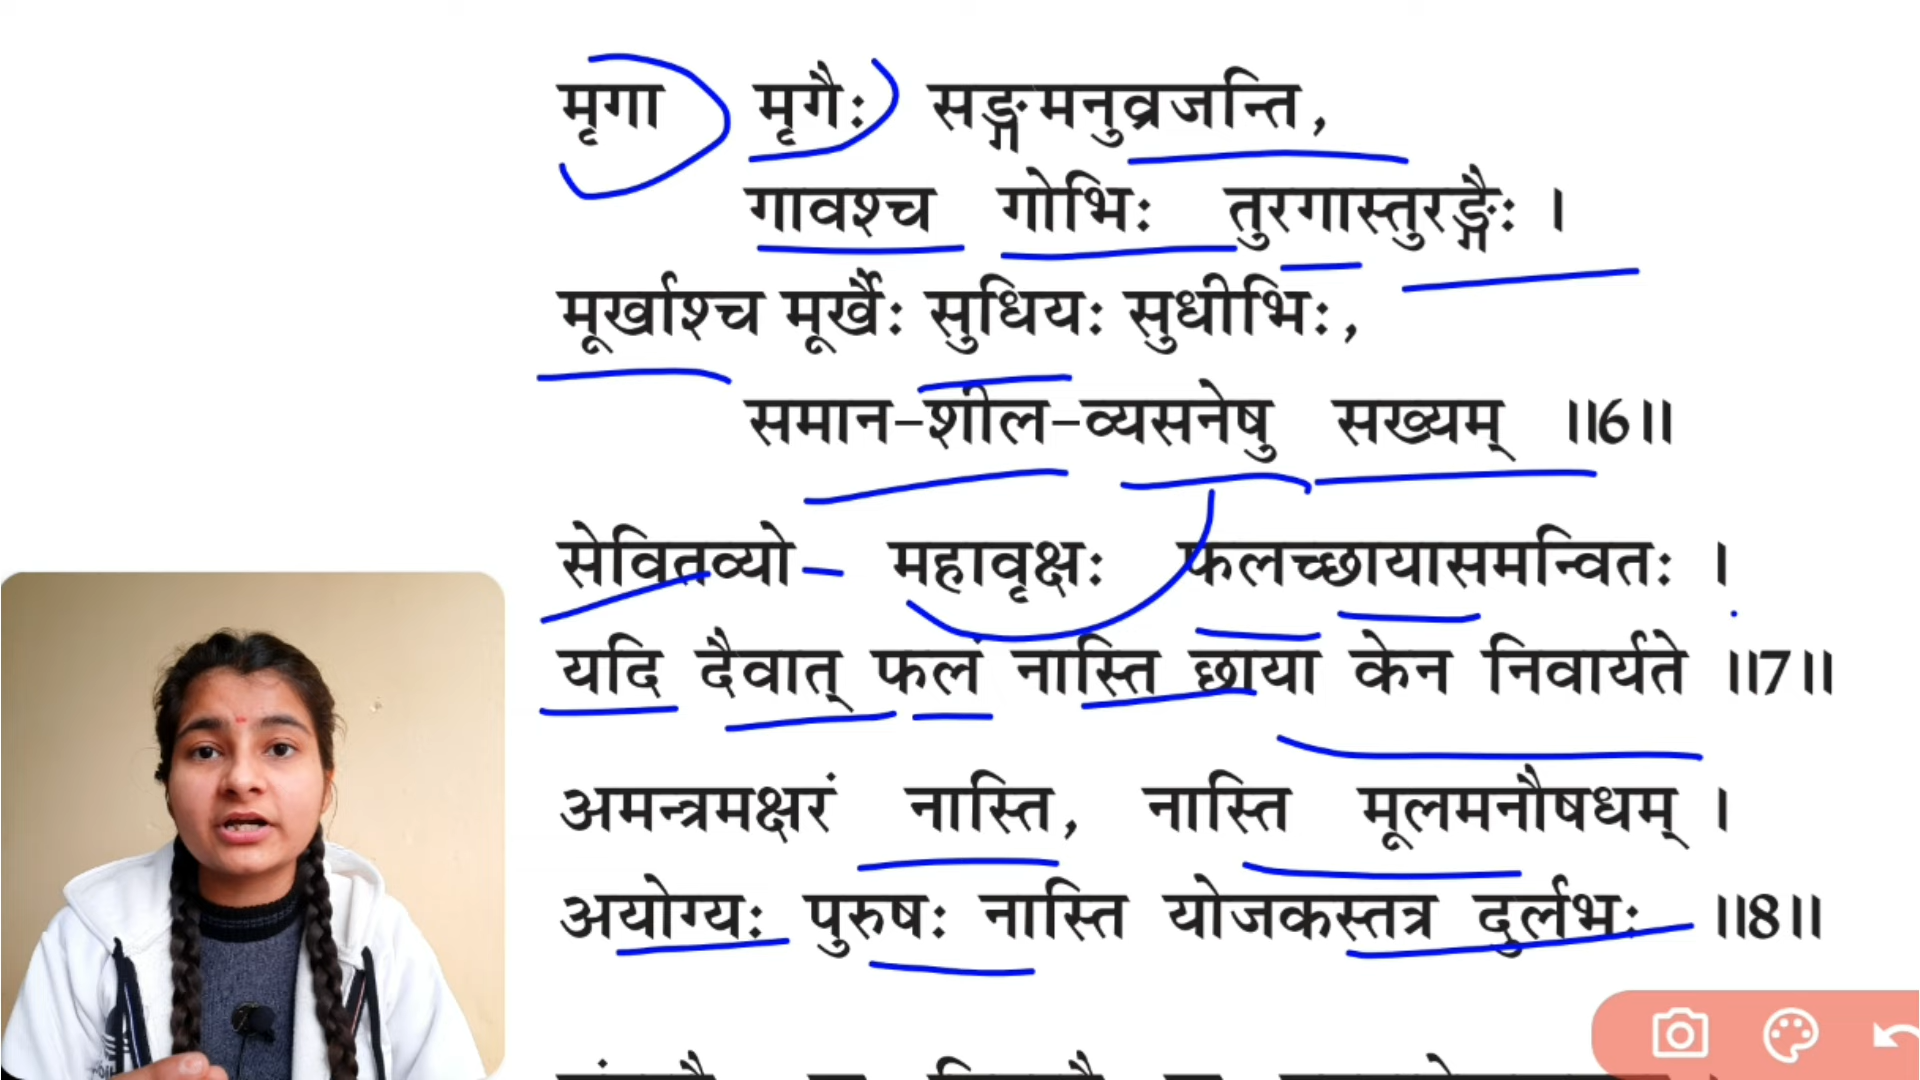 मृगा मृगैः सङ्गमनुव्रजन्ति,
गावश्च गोभिः तुरगास्तुरङ्गैः ।
मूर्खाश्च मूर्खैः सुधियः सुधीभिः,
समान-शील-व्यसनेषु सख्यम् ॥6॥
सेवितव्यो महावृक्षः फलच्छायासमन्वितः ।
यदि दैवात् फलं नास्ति छाया केन निवार्यते ॥7॥
अमन्त्रमक्षरं नास्ति, नास्ति मूलमनौषधम् ।
अयोग्यः पुरुषः नास्ति योजकस्तत्र दुर्लभः ॥8॥